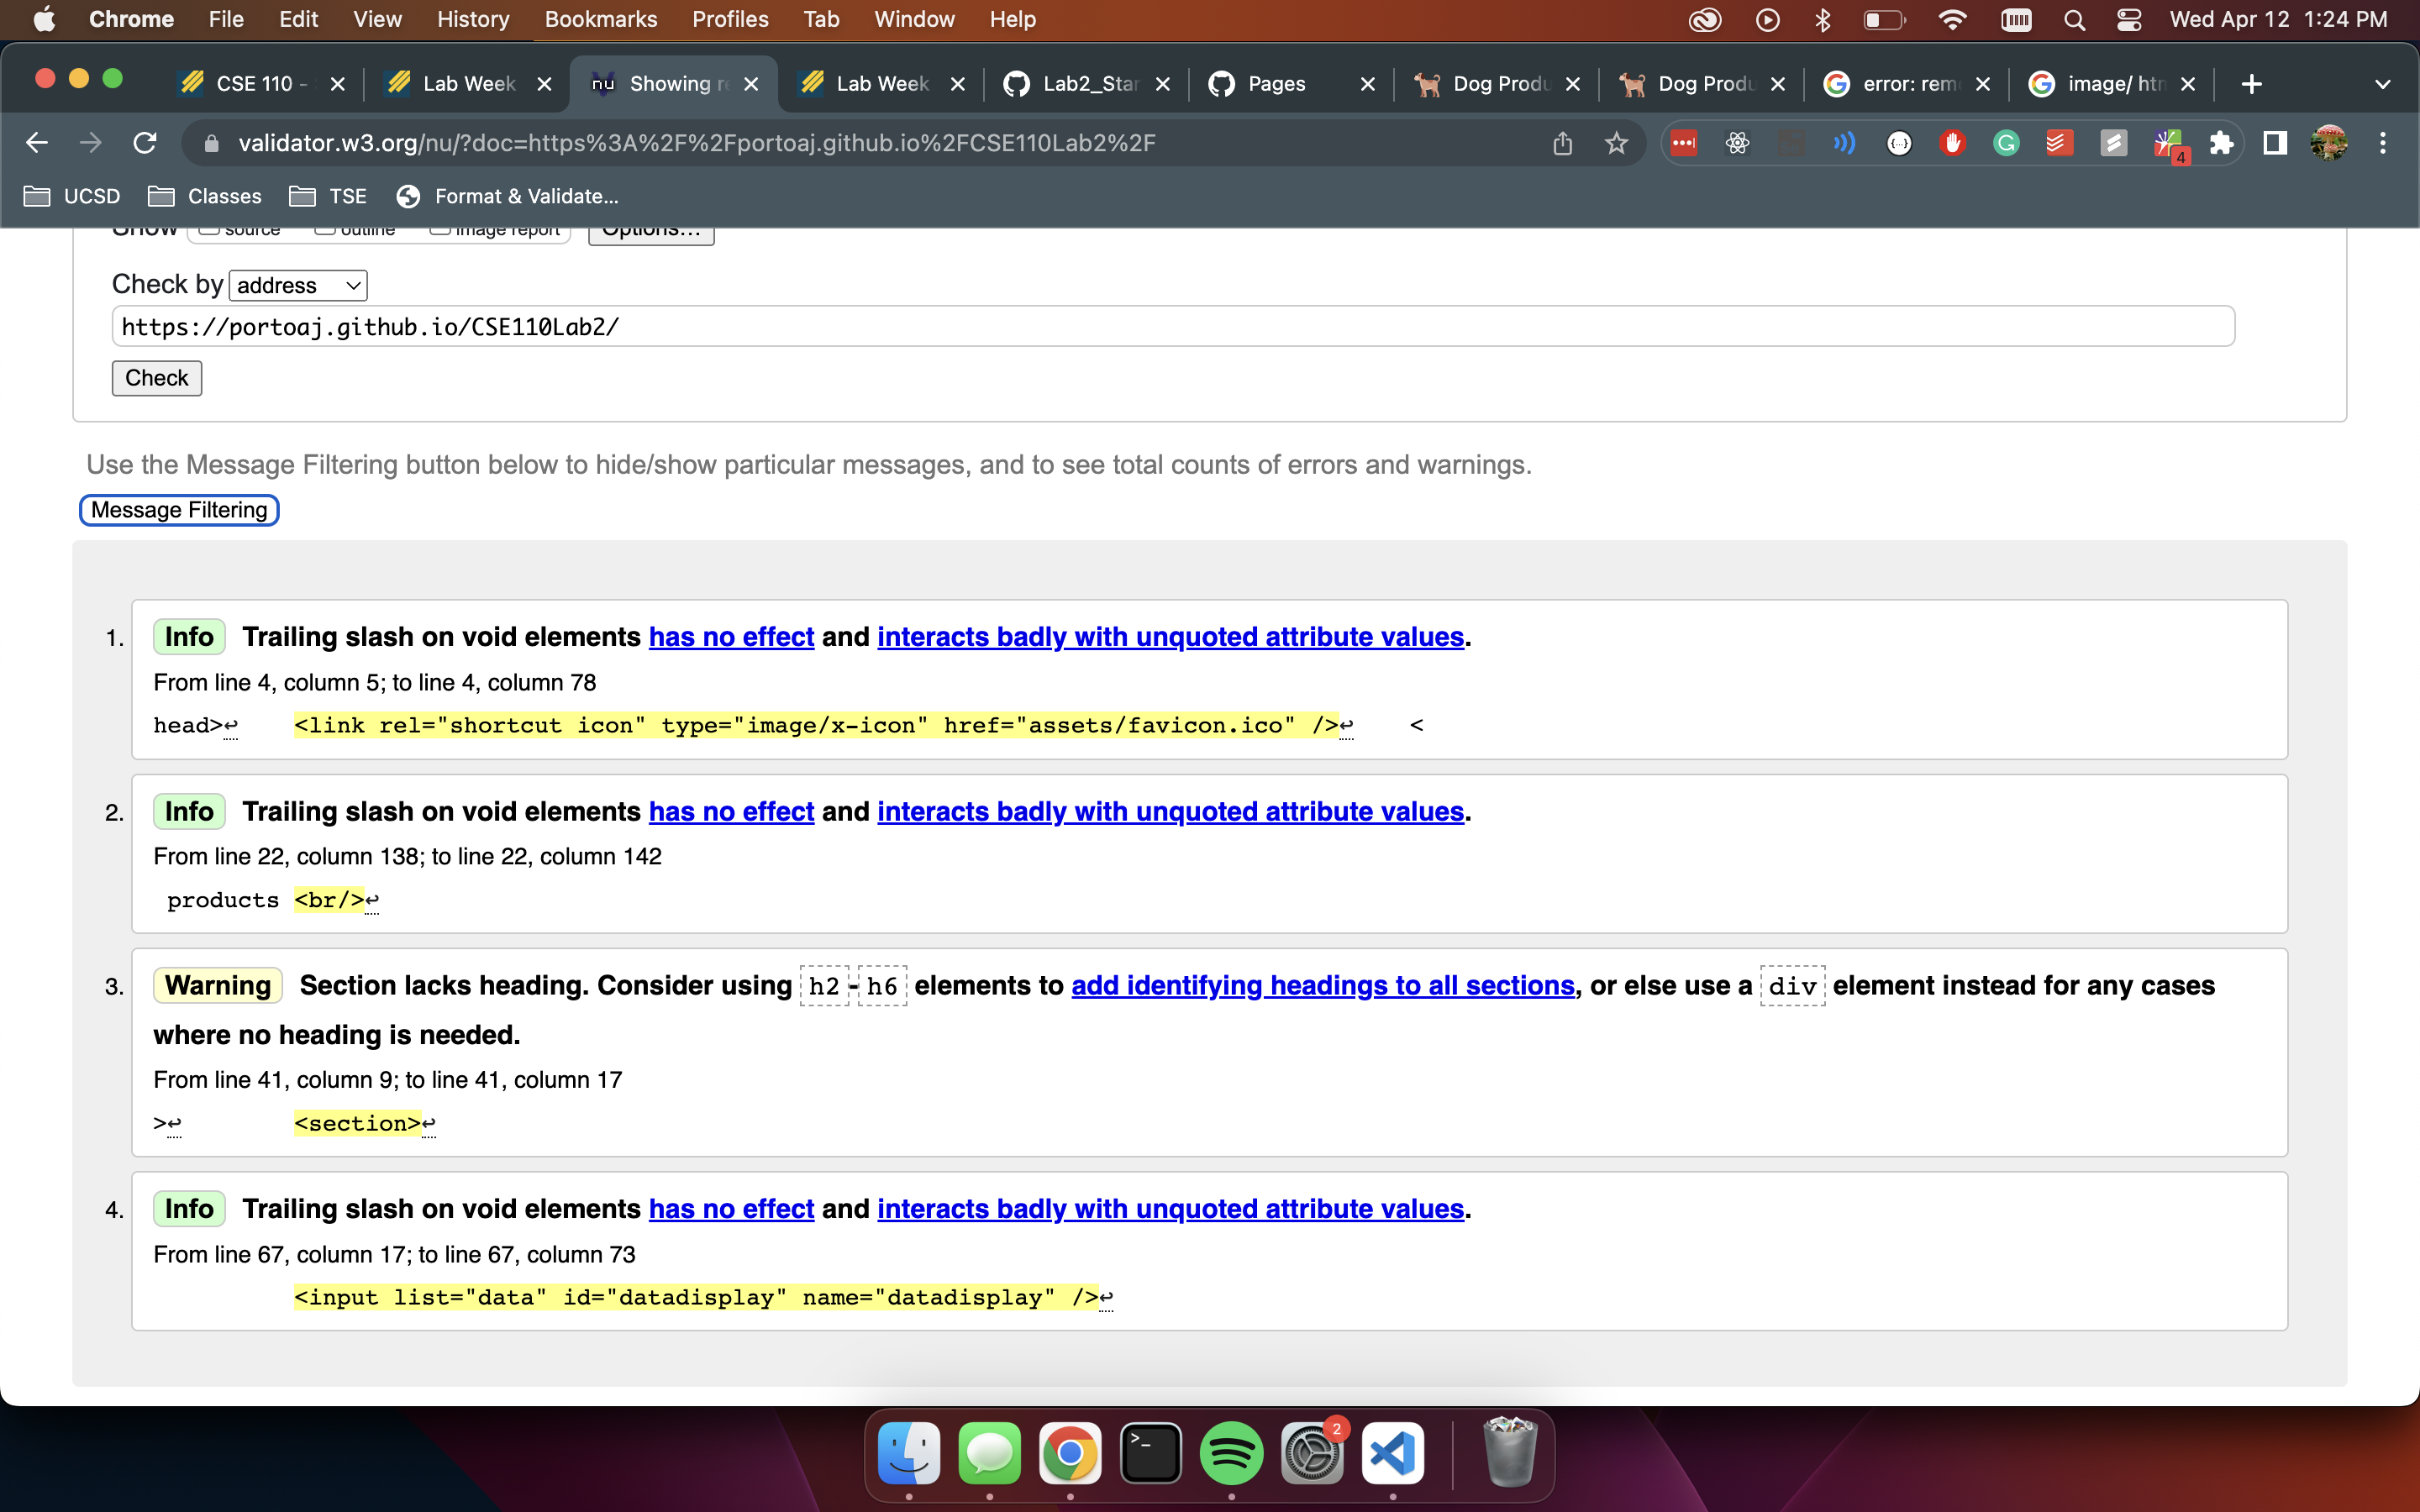 Chrome File Edit View History Bookmarks Profiles Tab Window Help Wed Apr 12 1:24 PM
CSE 110 - Lab Week nu Showing re Lab Week Lab2_Star Pages Dog Produ Dog Produ error: rem image/ htm
validator.w3.org/nu/?doc=https%3A%2F%2Fportoaj.github.io%2FCSE110Lab2%2F 4
UCSD Classes TSE Format & Validate...
Show source outline image report Options...
Check by address
https://portoaj.github.io/CSE110Lab2/
Check
Use the Message Filtering button below to hide/show particular messages, and to see total counts of errors and warnings.
Message Filtering
1. Info Trailing slash on void elements has no effect and interacts badly with unquoted attribute values.
From line 4, column 5; to line 4, column 78
head>↩ <link rel="shortcut icon" type="image/x-icon" href="assets/favicon.ico" />↩ <
2. Info Trailing slash on void elements has no effect and interacts badly with unquoted attribute values.
From line 22, column 138; to line 22, column 142
products <br/>↩
3. Warning Section lacks heading. Consider using h2-h6 elements to add identifying headings to all sections, or else use a div element instead for any cases
where no heading is needed.
From line 41, column 9; to line 41, column 17
>↩ <section>↩
4. Info Trailing slash on void elements has no effect and interacts badly with unquoted attribute values.
From line 67, column 17; to line 67, column 73
<input list="data" id="datadisplay" name="datadisplay" />↩
>_ 2